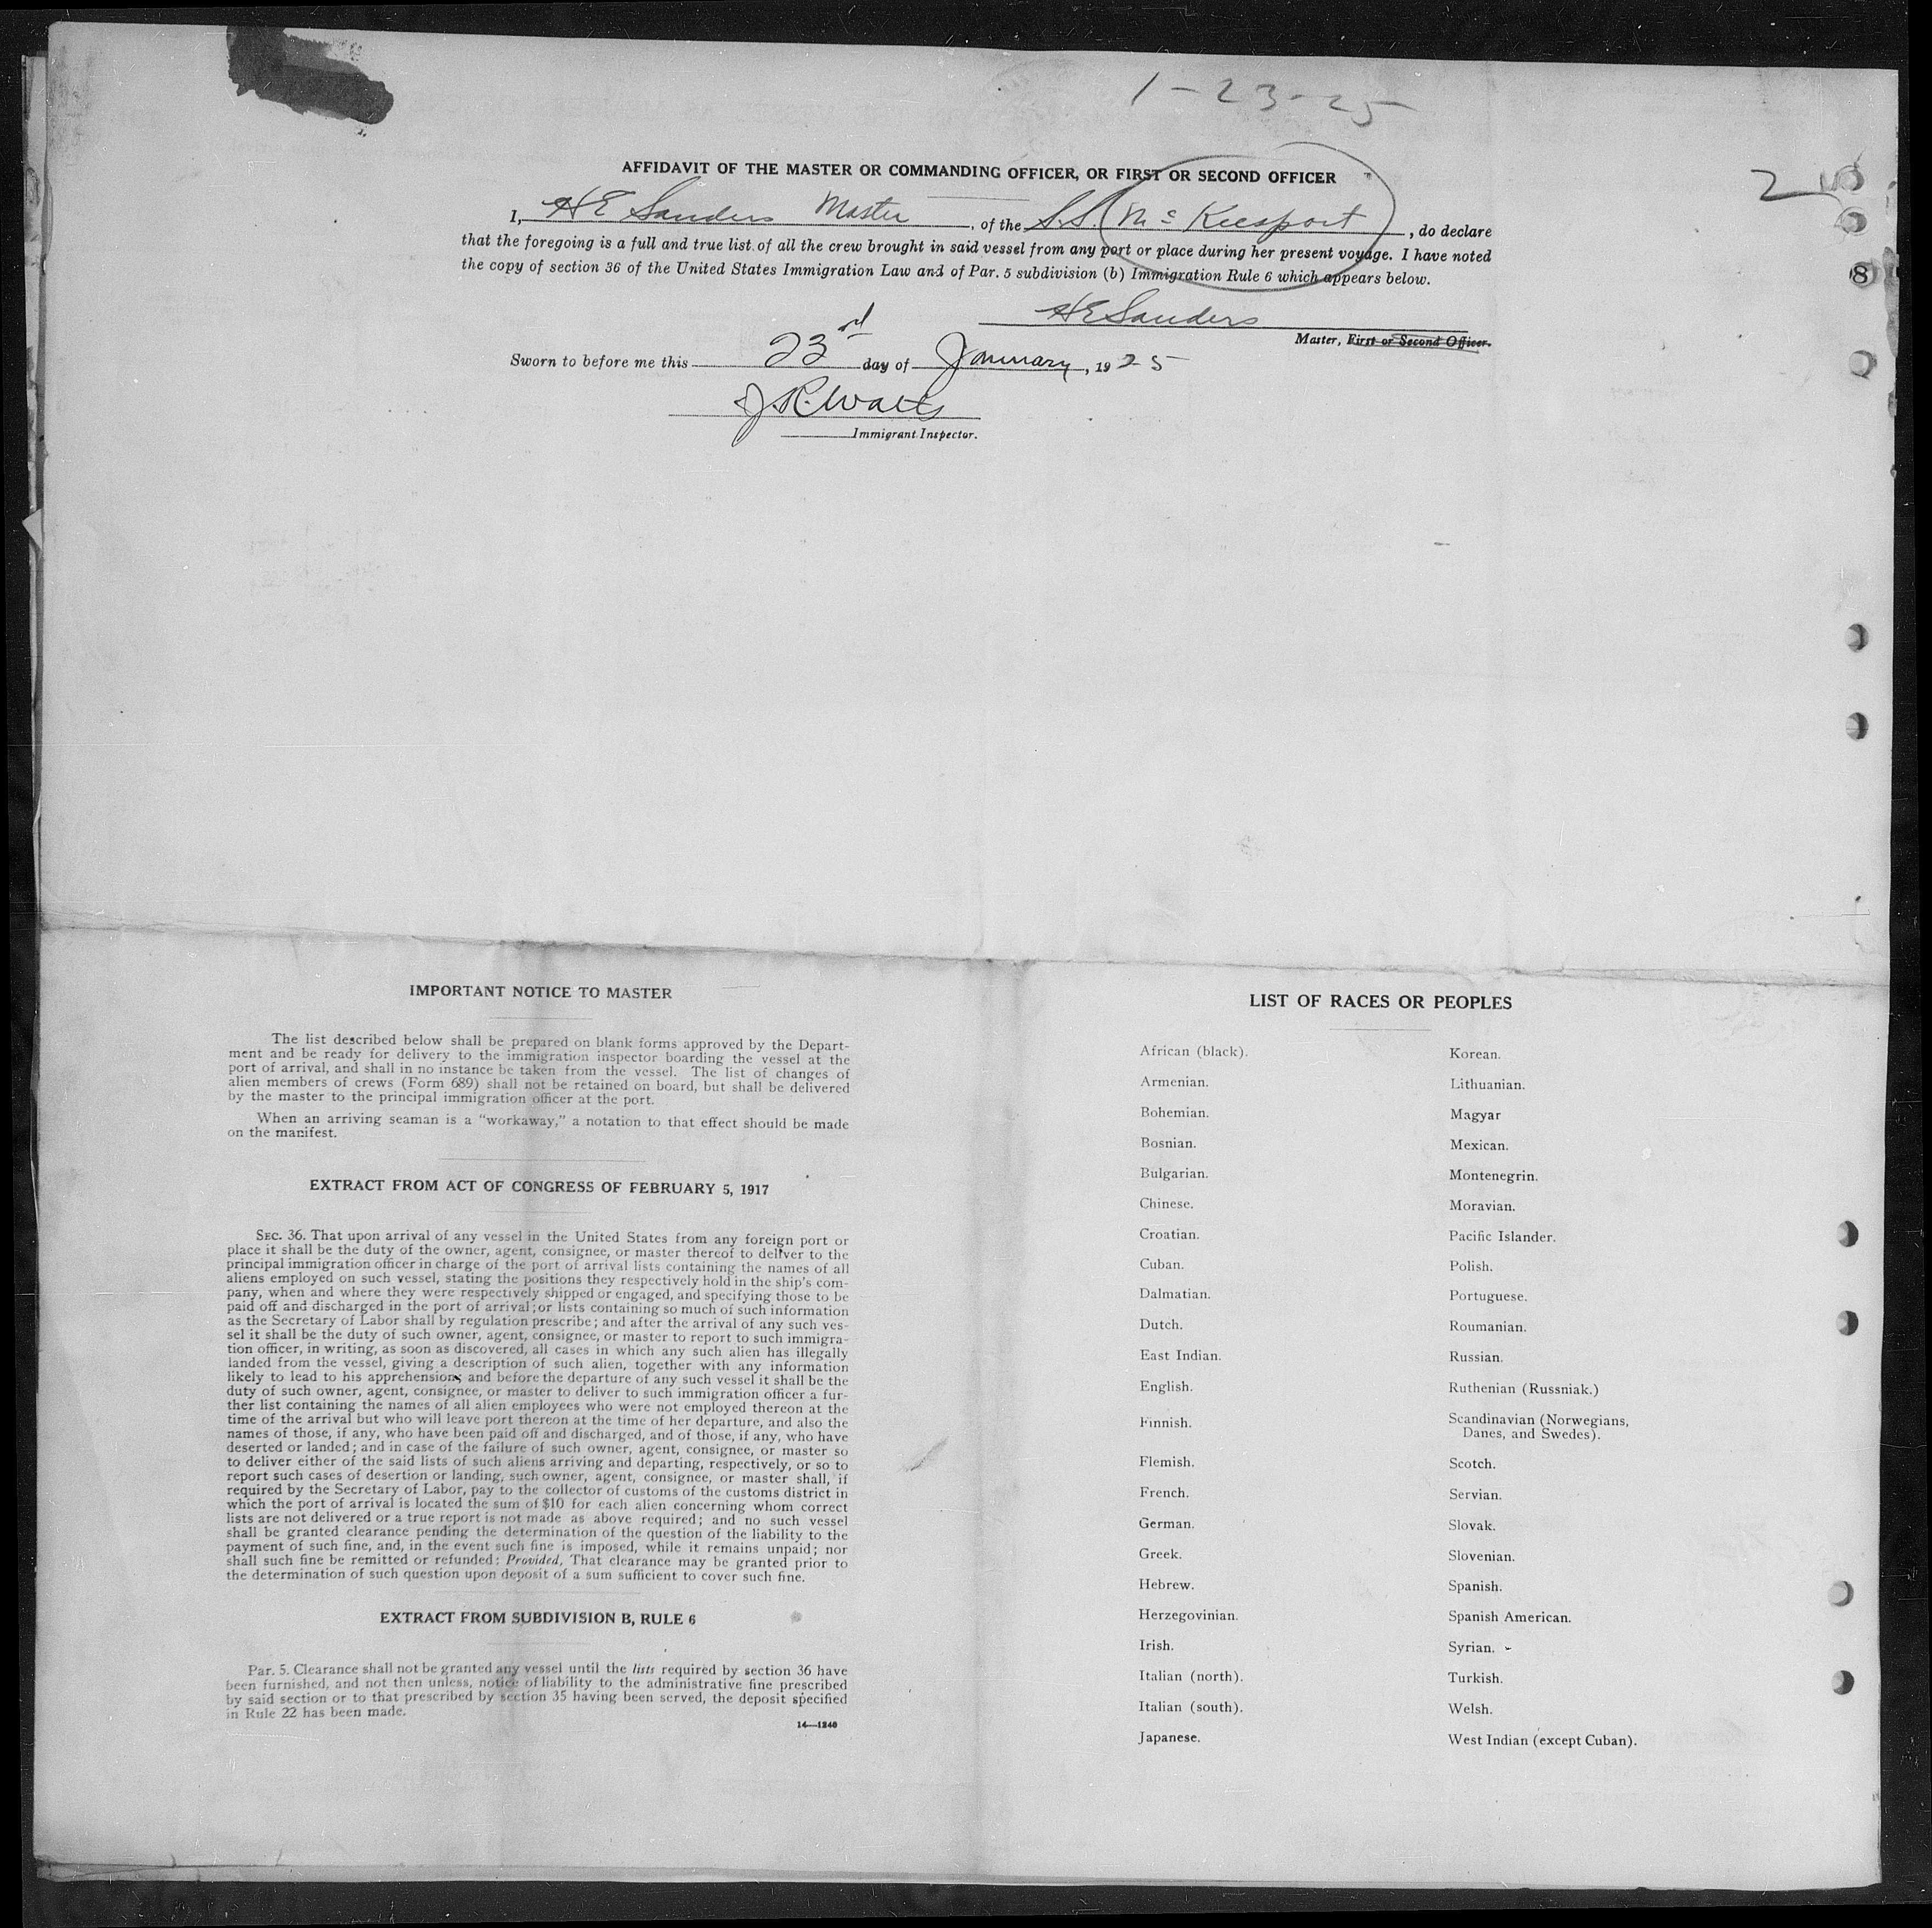 1-23-25
AFFIDAVIT OF THE MASTER OR COMMANDING OFFICER, OR FIRST OR SECOND OFFICER
2
I, H E Sanders Master, of the S.S. Mc Keesport, do declare
that the foregoing is a full and true list of all the crew brought in said vessel from any port or place during her present voyage. I have noted
the copy of section 36 of the United States Immigration Law and of Par. 5 subdivision (b) Immigration Rule 6 which appears below.
8
H E Sanders
Master, First or Second Officer.
Sworn to before me this 23rd day of January, 1925
J. R. Watts
Immigrant Inspector.
IMPORTANT NOTICE TO MASTER
The list described below shall be prepared on blank forms approved by the Depart-
ment and be ready for delivery to the immigration inspector boarding the vessel at the
port of arrival, and shall in no instance be taken from the vessel. The list of changes of
alien members of crews (Form 689) shall not be retained on board, but shall be delivered
by the master to the principal immigration officer at the port.
When an arriving seaman is a "workaway," a notation to that effect should be made
on the manifest.
EXTRACT FROM ACT OF CONGRESS OF FEBRUARY 5, 1917
SEC. 36. That upon arrival of any vessel in the United States from any foreign port or
place it shall be the duty of the owner, agent, consignee, or master thereof to deliver to the
principal immigration officer in charge of the port of arrival lists containing the names of all
aliens employed on such vessel, stating the positions they respectively hold in the ship's com-
pany, when and where they were respectively shipped or engaged, and specifying those to be
paid off and discharged in the port of arrival; or lists containing so much of such information
as the Secretary of Labor shall by regulation prescribe; and after the arrival of any such ves-
sel it shall be the duty of such owner, agent, consignee, or master to report to such immigra-
tion officer, in writing, as soon as discovered, all cases in which any such alien has illegally
landed from the vessel, giving a description of such alien, together with any information
likely to lead to his apprehension; and before the departure of any such vessel it shall be the
duty of such owner, agent, consignee, or master to deliver to such immigration officer a fur-
ther list containing the names of all alien employees who were not employed thereon at the
time of the arrival but who will leave port thereon at the time of her departure, and also the
names of those, if any, who have been paid off and discharged, and of those, if any, who have
deserted or landed; and in case of the failure of such owner, agent, consignee, or master so
to deliver either of the said lists of such aliens arriving and departing, respectively, or so to
report such cases of desertion or landing, such owner, agent, consignee, or master shall, if
required by the Secretary of Labor, pay to the collector of customs of the customs district in
which the port of arrival is located the sum of $10 for each alien concerning whom correct
lists are not delivered or a true report is not made as above required; and no such vessel
shall be granted clearance pending the determination of the question of the liability to the
payment of such fine, and, in the event such fine is imposed, while it remains unpaid; nor
shall such fine be remitted or refunded: Provided, That clearance may be granted prior to
the determination of such question upon deposit of a sum sufficient to cover such fine.
EXTRACT FROM SUBDIVISION B, RULE 6
Par. 5. Clearance shall not be granted any vessel until the lists required by section 36 have
been furnished, and not then unless, notice of liability to the administrative fine prescribed
by said section or to that prescribed by section 35 having been served, the deposit specified
in Rule 22 has been made.
14—1240
LIST OF RACES OR PEOPLES
African (black).
Armenian.
Bohemian.
Bosnian.
Bulgarian.
Chinese.
Croatian.
Cuban.
Dalmatian.
Dutch.
East Indian.
English.
Finnish.
Flemish.
French.
German.
Greek.
Hebrew.
Herzegovinian.
Irish.
Italian (north).
Italian (south).
Japanese.
Korean.
Lithuanian.
Magyar
Mexican.
Montenegrin.
Moravian.
Pacific Islander.
Polish.
Portuguese.
Roumanian.
Russian.
Ruthenian (Russniak.)
Scandinavian (Norwegians,
Danes, and Swedes).
Scotch.
Servian.
Slovak.
Slovenian.
Spanish.
Spanish American.
Syrian.
Turkish.
Welsh.
West Indian (except Cuban).